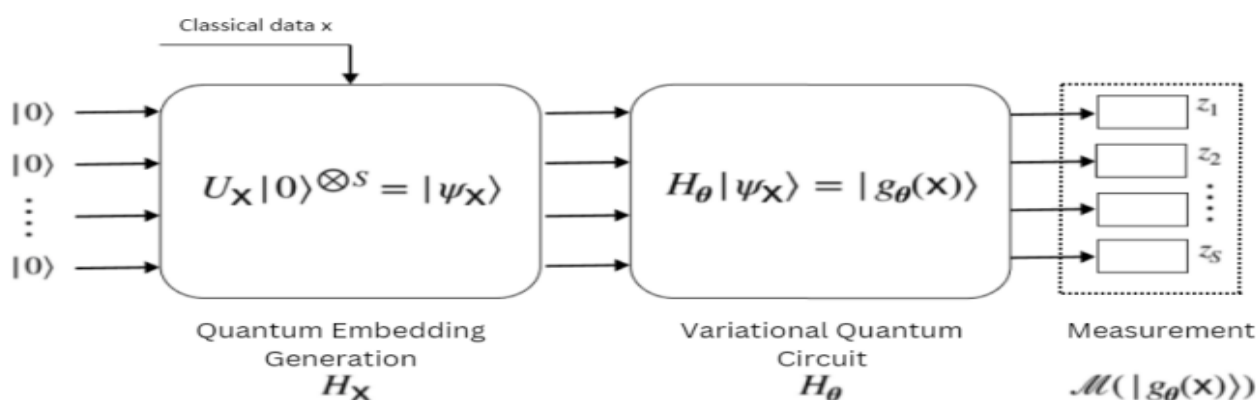 Classical data x
|0⟩
|0⟩
|0⟩
U_x|0⟩^{⊗S} = |ψ_x⟩
H_θ|ψ_x⟩ = |g_θ(x)⟩
z_1
z_2
z_S
Quantum Embedding
Generation
H_x
Variational Quantum
Circuit
H_θ
Measurement
ℳ(|g_θ(x)⟩)